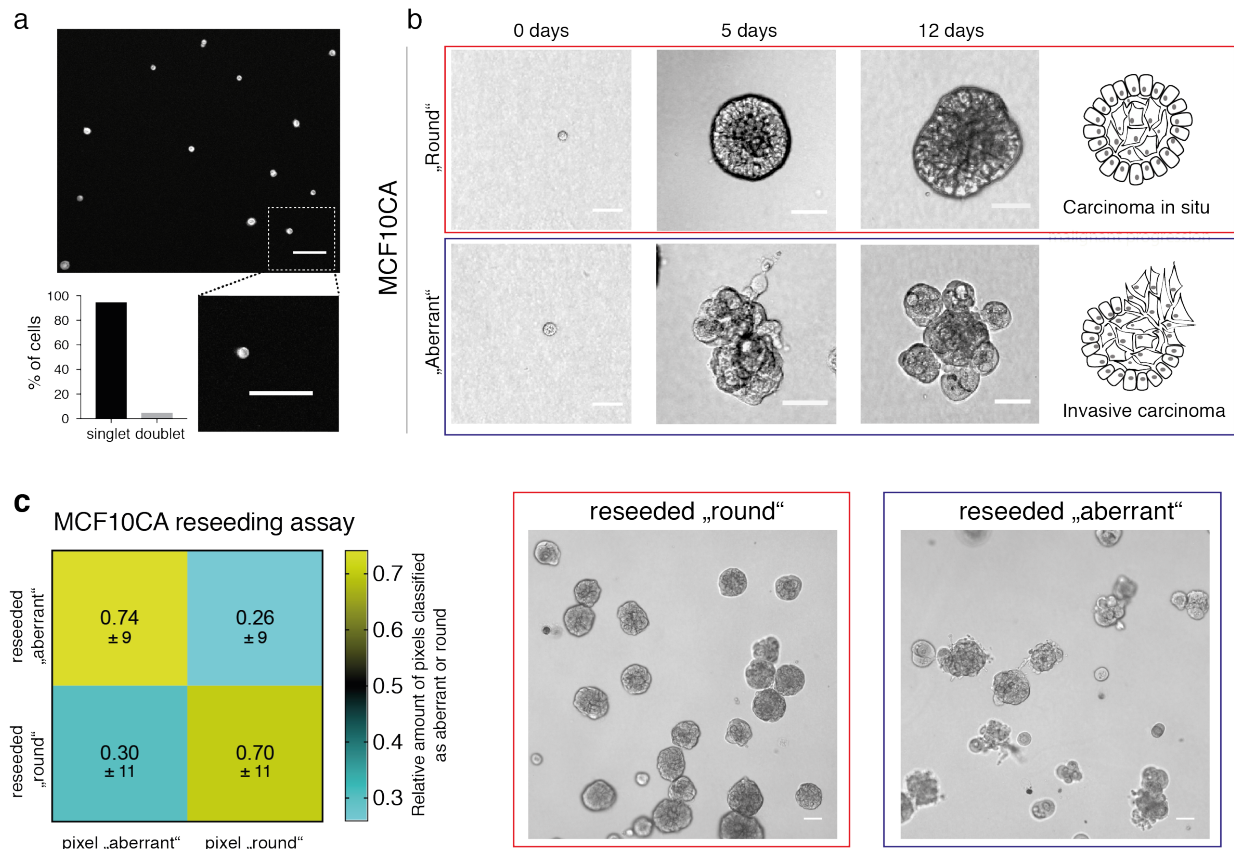 a
100
80
60
40
20
0
% of cells
singlet doublet
b
0 days
5 days
12 days
MCF10CA
„Round“
Carcinoma in situ
„Aberrant“
Invasive carcinoma
c
MCF10CA reseeding assay
reseeded
„aberrant“
0.74
± 9
0.26
± 9
reseeded
„round“
0.30
± 11
0.70
± 11
pixel „aberrant“
pixel „round“
0.7
0.6
0.5
0.4
0.3
Relative amount of pixels classified
as aberrant or round
reseeded „round“
reseeded „aberrant“